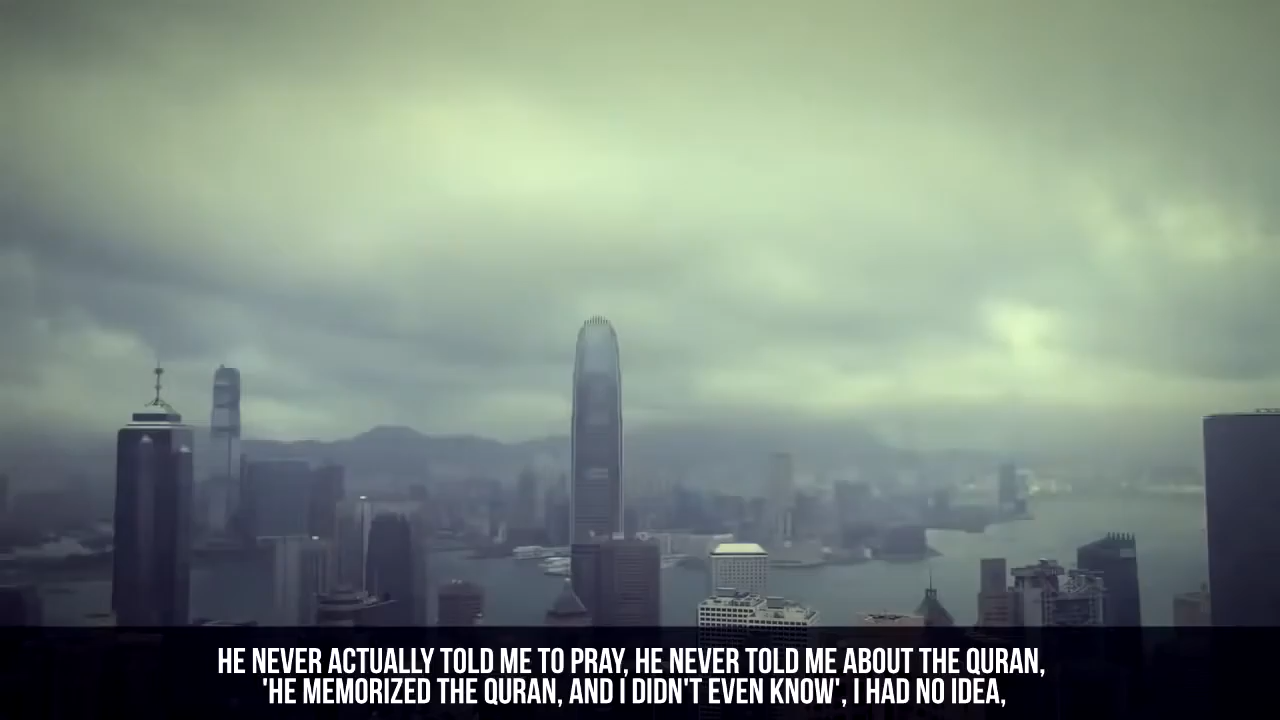 HE NEVER ACTUALLY TOLD ME TO PRAY, HE NEVER TOLD ME ABOUT THE QURAN,
'HE MEMORIZED THE QURAN, AND I DIDN'T EVEN KNOW', I HAD NO IDEA,